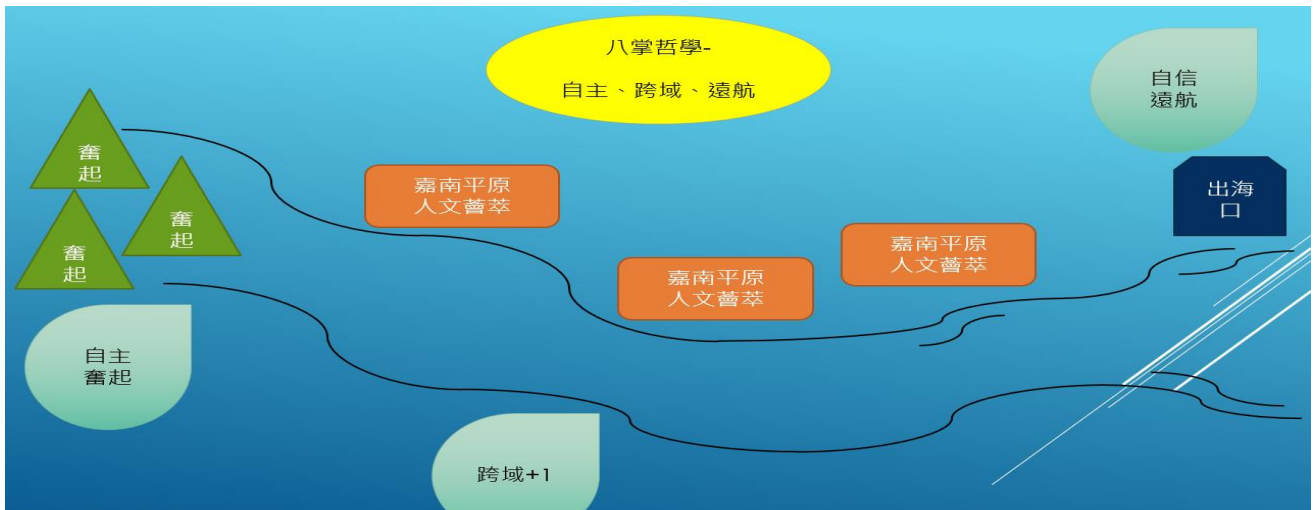 八掌哲學-
自主、跨域、遠航
自信
遠航
奮
起
奮
起
奮
起
嘉南平原
人文薈萃
嘉南平原
人文薈萃
嘉南平原
人文薈萃
出海
口
自主
奮起
跨域+1